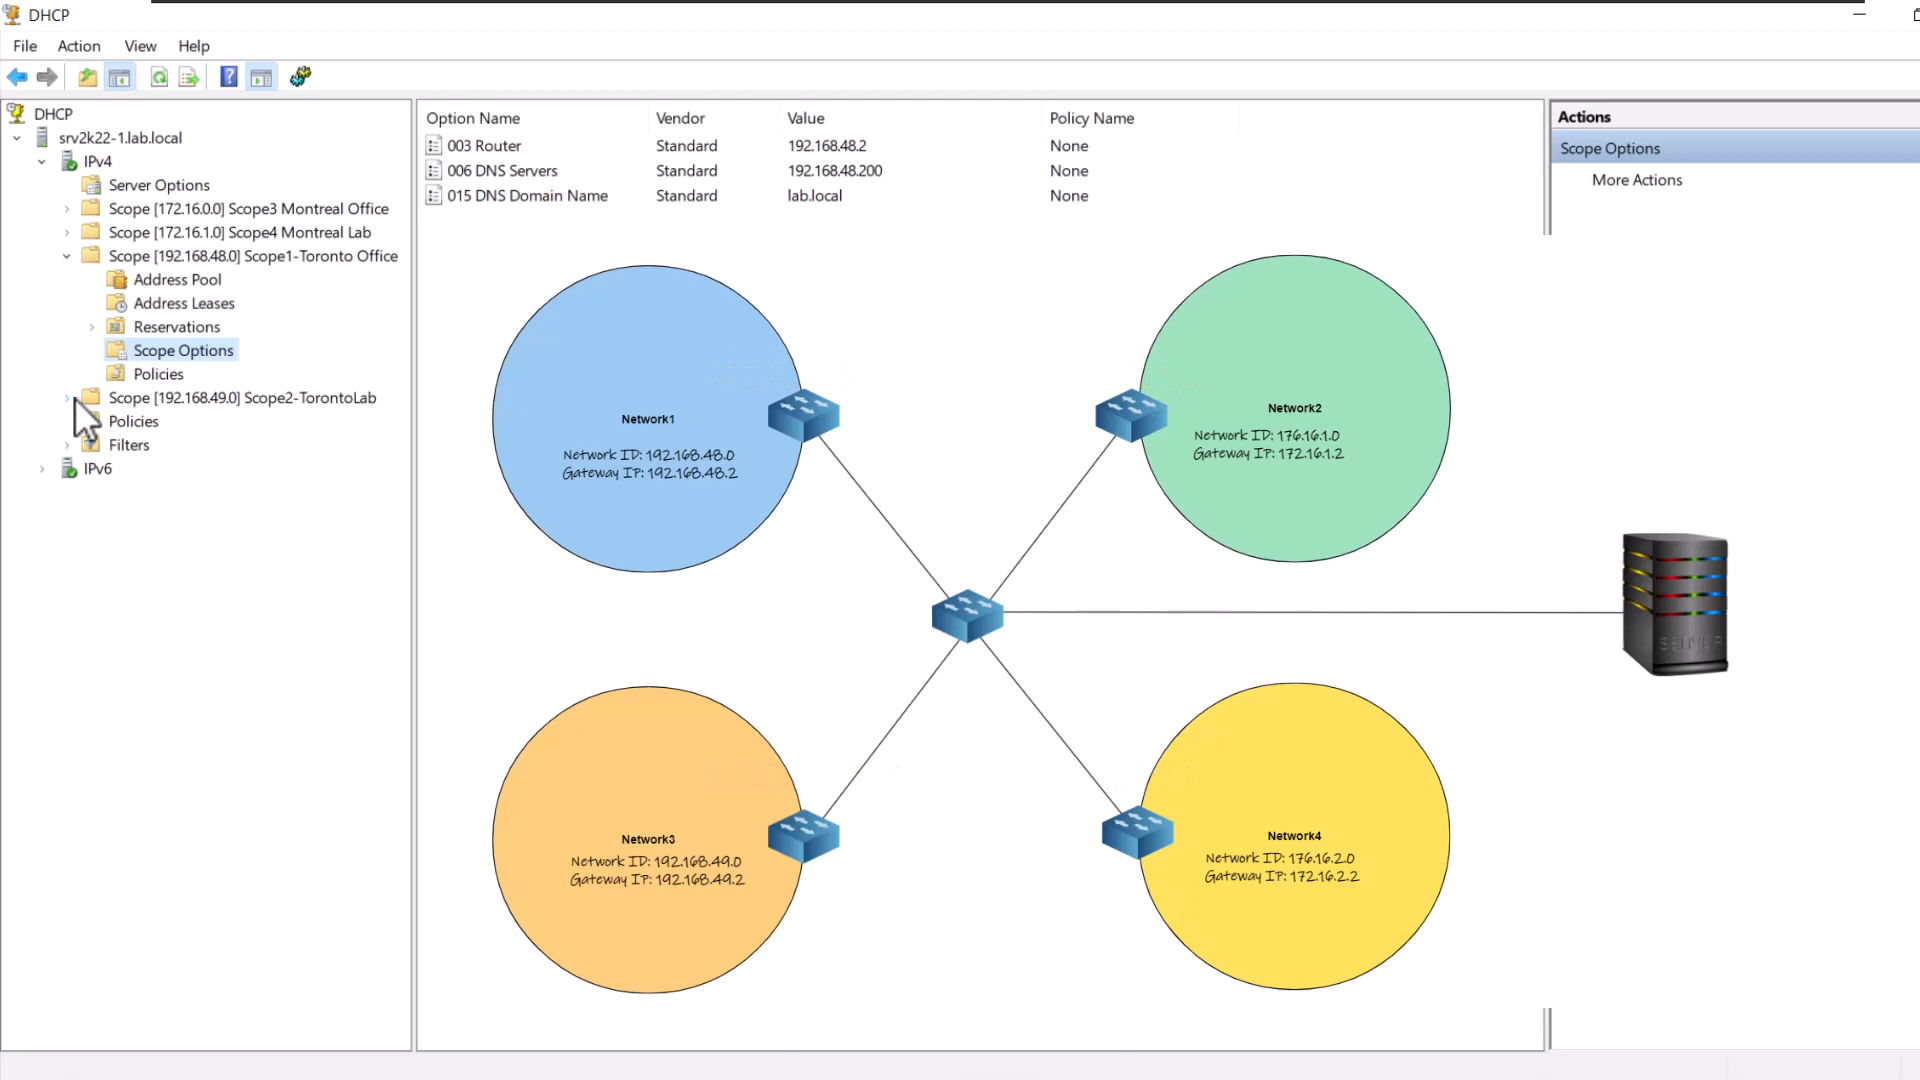 DHCP
File Action View Help
DHCP
srv2k22-1.lab.local
IPv4
Server Options
Scope [172.16.0.0] Scope3 Montreal Office
Scope [172.16.1.0] Scope4 Montreal Lab
Scope [192.168.48.0] Scope1-Toronto Office
Address Pool
Address Leases
Reservations
Scope Options
Policies
Scope [192.168.49.0] Scope2-TorontoLab
Policies
Filters
IPv6
Option Name Vendor Value Policy Name
003 Router Standard 192.168.48.2 None
006 DNS Servers Standard 192.168.48.200 None
015 DNS Domain Name Standard lab.local None
Actions
Scope Options
More Actions
Network1
Network ID: 192.168.48.0
Gateway IP: 192.168.48.2
Network2
Network ID: 176.16.1.0
Gateway IP: 172.16.1.2
SERVER
Network3
Network ID: 192.168.49.0
Gateway IP: 192.168.49.2
Network4
Network ID: 176.16.2.0
Gateway IP: 172.16.2.2